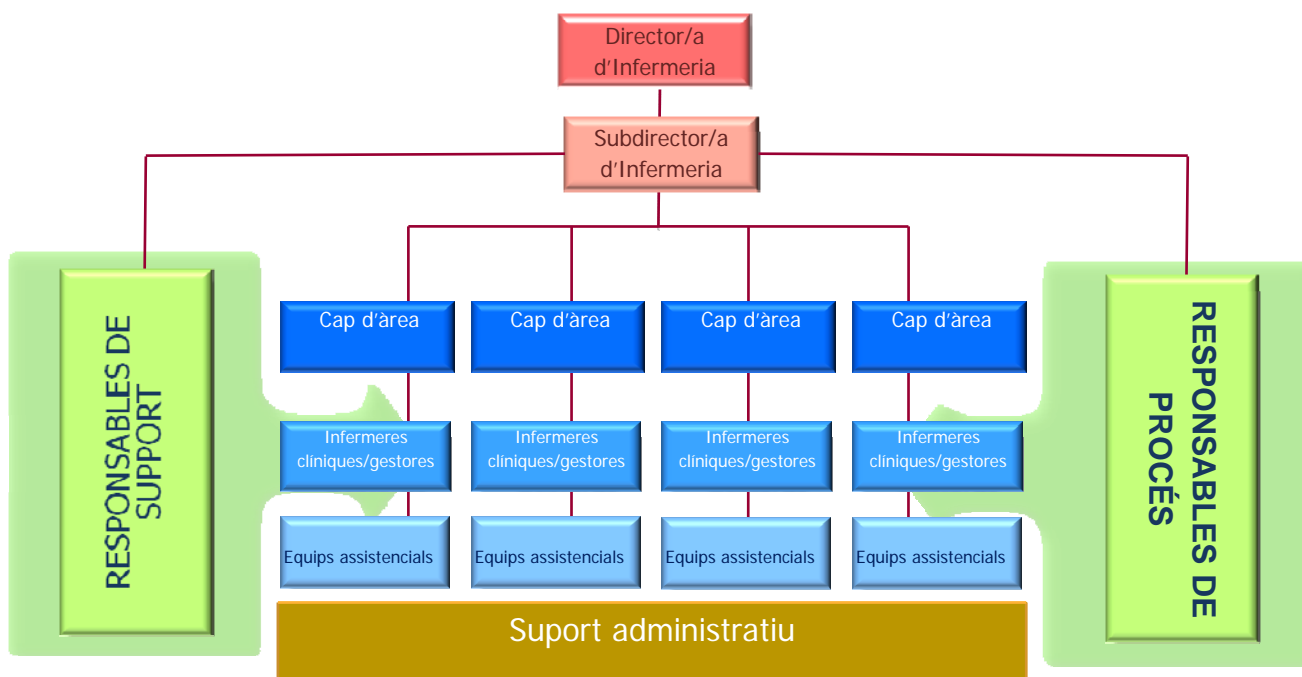 Director/a
d'Infermeria
Subdirector/a
d'Infermeria
RESPONSABLES DE
SUPPORT
Cap d'àrea
Cap d'àrea
Cap d'àrea
Cap d'àrea
Infermeres
clíniques/gestores
Infermeres
clíniques/gestores
Infermeres
clíniques/gestores
Infermeres
clíniques/gestores
Equips assistencials
Equips assistencials
Equips assistencials
Equips assistencials
RESPONSABLES DE
PROCÉS
Suport administratiu